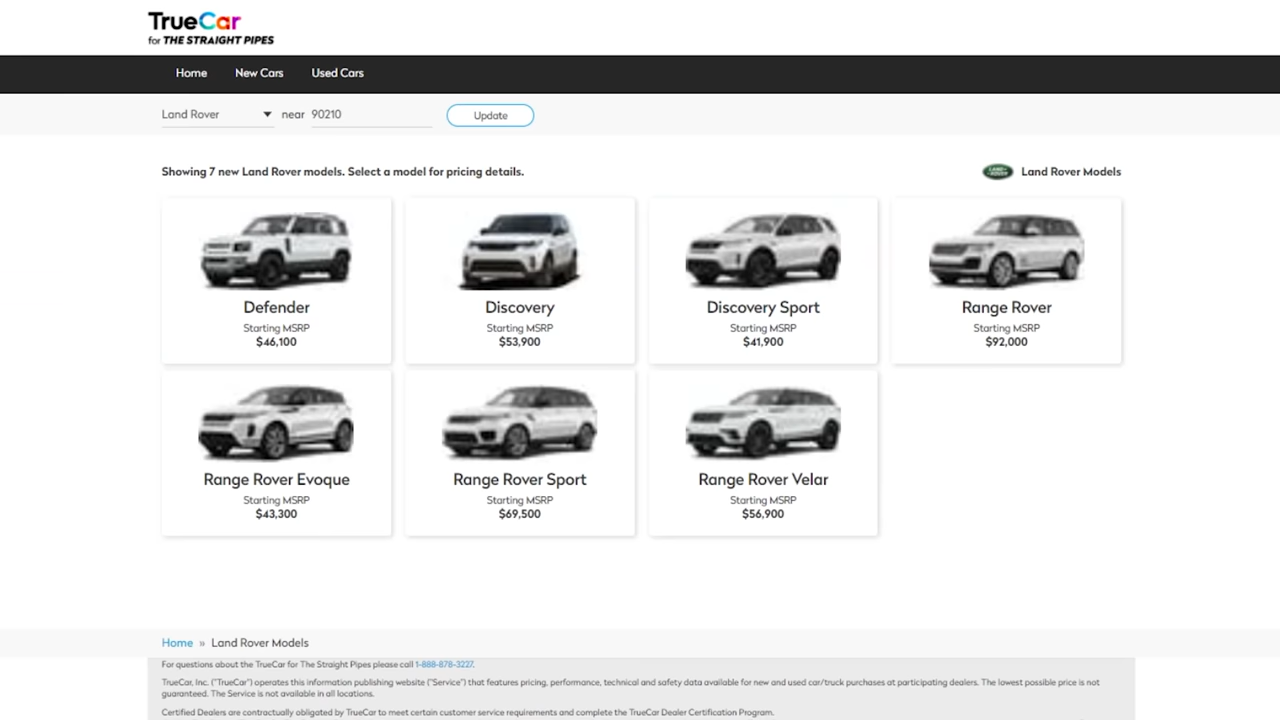 TrueCar
for THE STRAIGHT PIPES
Home New Cars Used Cars
Land Rover near 90210 Update
Showing 7 new Land Rover models. Select a model for pricing details.
LAND ROVER
Land Rover Models
Defender
Starting MSRP
$46,100
Discovery
Starting MSRP
$53,900
Discovery Sport
Starting MSRP
$41,900
Range Rover
Starting MSRP
$92,000
Range Rover Evoque
Starting MSRP
$43,300
Range Rover Sport
Starting MSRP
$69,500
Range Rover Velar
Starting MSRP
$56,900
Home » Land Rover Models
For questions about the TrueCar for The Straight Pipes please call 1-888-878-3227.
TrueCar, Inc. ("TrueCar") operates this information publishing website ("Service") that features pricing, performance, technical and safety data available for new and used car/truck purchases at participating dealers. The lowest possible price is not
guaranteed. The Service is not available in all locations.
Certified Dealers are contractually obligated by TrueCar to meet certain customer service requirements and complete the TrueCar Dealer Certification Program.